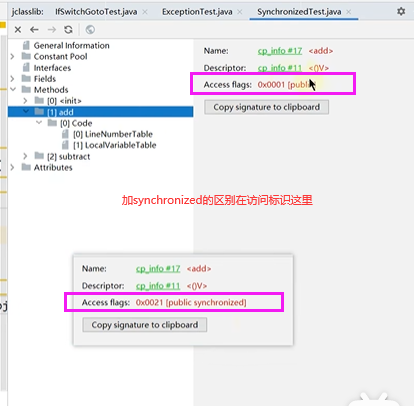 jclasslib: IfSwitchGotoTest.java ExceptionTest.java SynchronizedTest.java
General Information
Constant Pool
Interfaces
Fields
Methods
[0] <init>
[1] add
[0] Code
[0] LineNumberTable
[1] LocalVariableTable
[2] subtract
Attributes
Name: cp_info #17 <add>
Descriptor: cp_info #11 <()V>
Access flags: 0x0001 [public]
Copy signature to clipboard
加synchronized的区别在访问标识这里
Name: cp_info #17 <add>
Descriptor: cp_info #11 <()V>
Access flags: 0x0021 [public synchronized]
Copy signature to clipboard